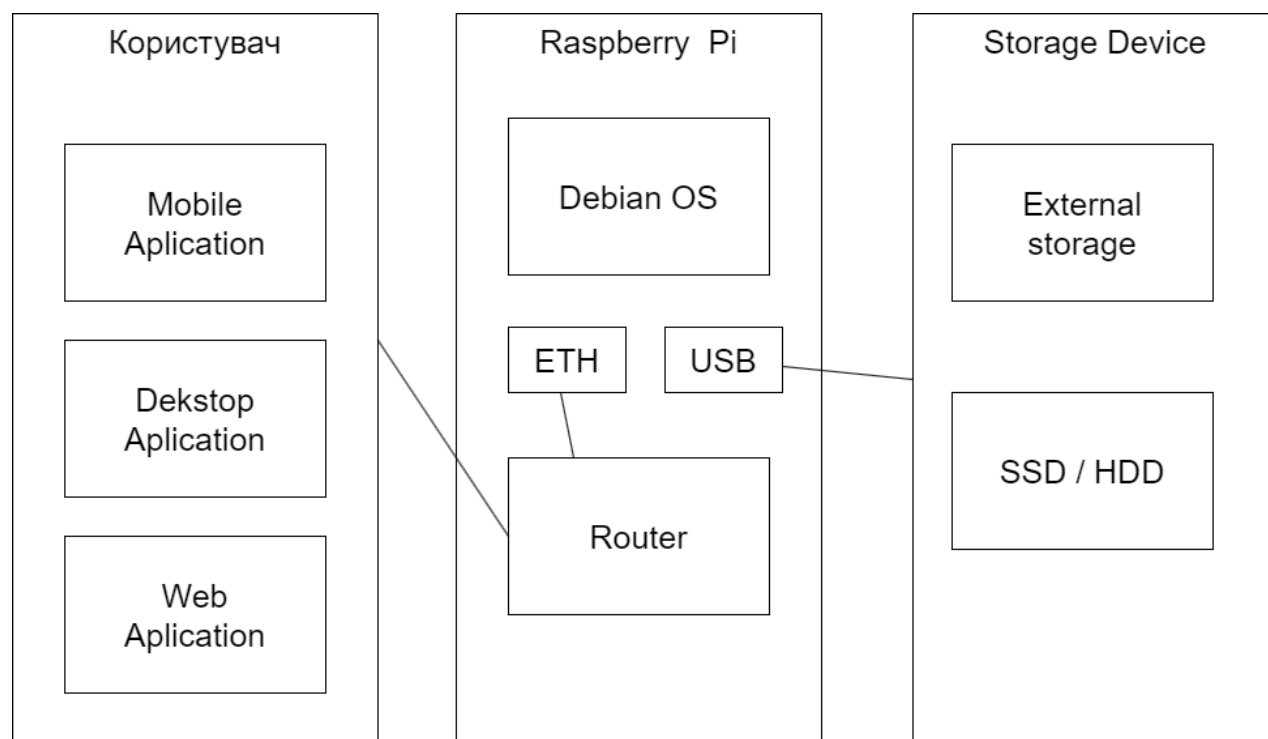 Користувач
Mobile
Aplication
Dekstop
Aplication
Web
Aplication
Raspberry Pi
Debian OS
ETH
USB
Router
Storage Device
External
storage
SSD / HDD